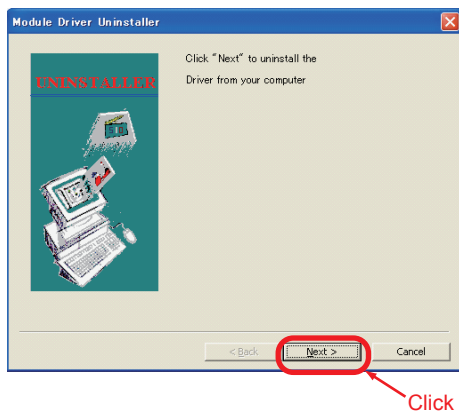 Module Driver Uninstaller
Click "Next" to uninstall the
Driver from your computer
UNINSTALLER
< Back
Next >
Cancel
Click